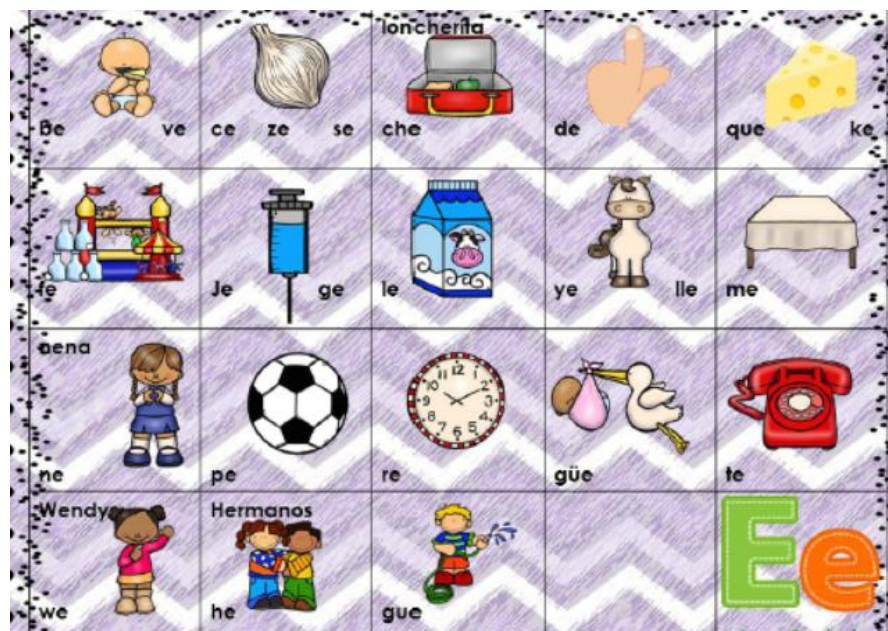 loncherita
Be ve ce ze se che de que ke
fe Je ge le ye lle me
nena
ne pe re güe te
Wendy Hermanos
we he gue
Ee